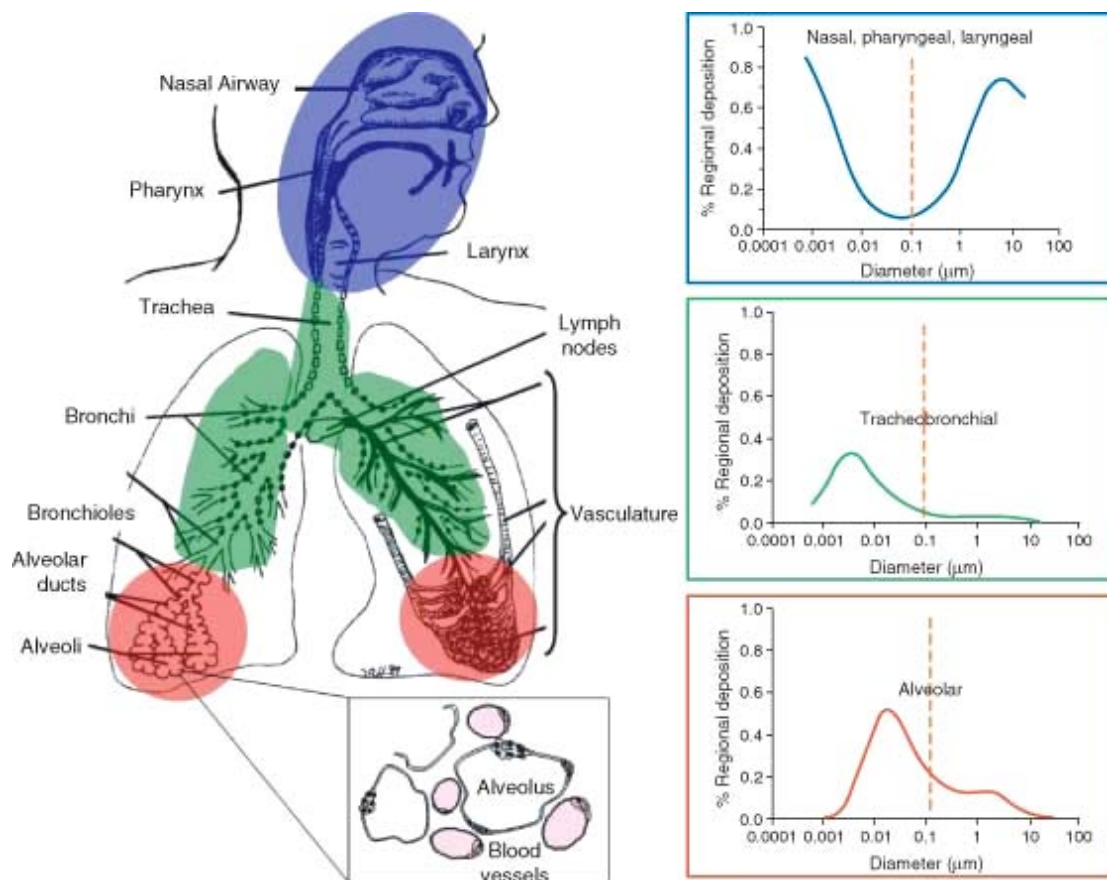 Nasal Airway
Pharynx
Larynx
Trachea
Lymph
nodes
Bronchi
Bronchioles
Vasculature
Alveolar
ducts
Alveoli
Alveolus
Blood
vessels
Nasal, pharyngeal, laryngeal
% Regional deposition
1.0
0.8
0.6
0.4
0.2
0.0
0.0001 0.001 0.01 0.1 1 10 100
Diameter (μm)
Tracheobronchial
% Regional deposition
1.0
0.8
0.6
0.4
0.2
0.0
0.0001 0.001 0.01 0.1 1 10 100
Diameter (μm)
Alveolar
% Regional deposition
1.0
0.8
0.6
0.4
0.2
0.0
0.0001 0.001 0.01 0.1 1 10 100
Diameter (μm)